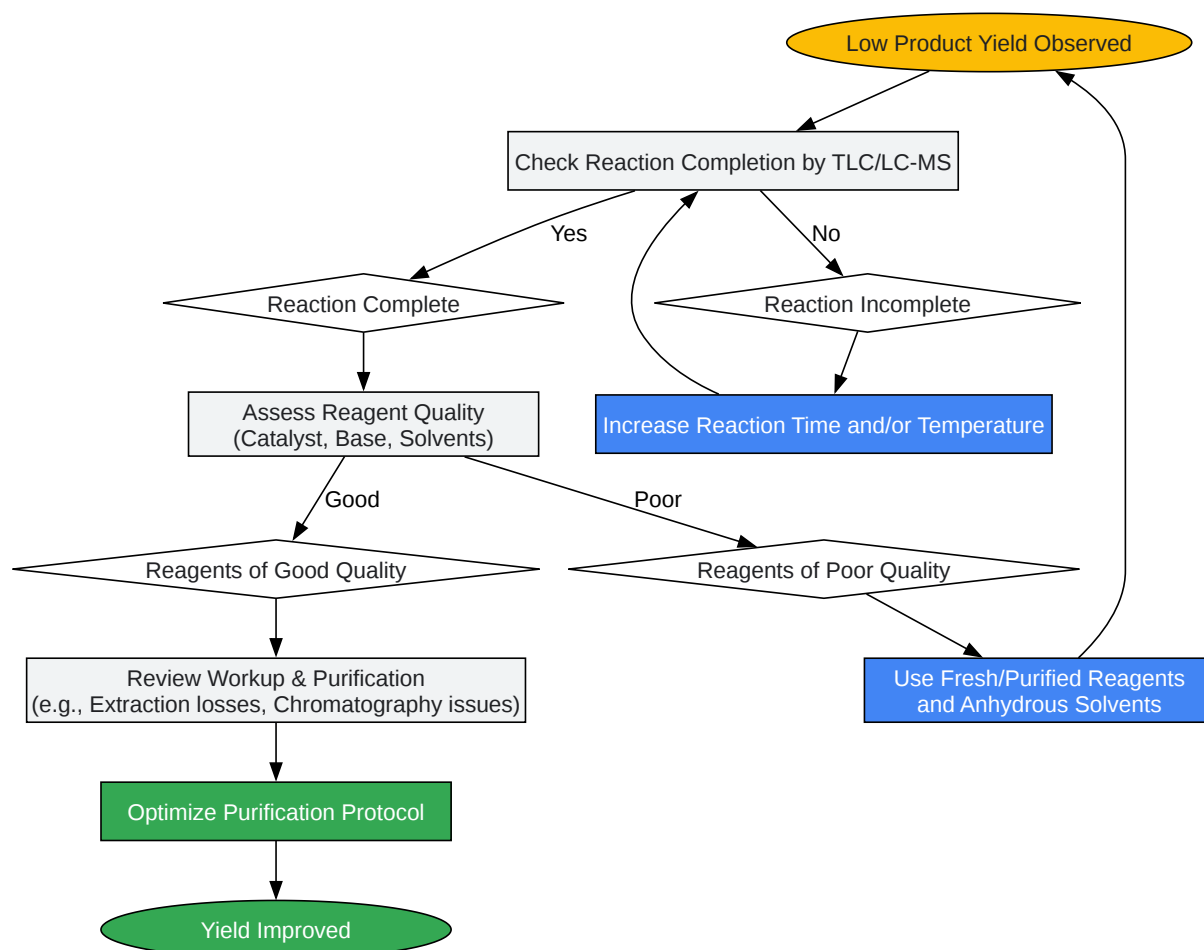 Low Product Yield Observed
Check Reaction Completion by TLC/LC-MS
Yes
No
Reaction Complete
Reaction Incomplete
Assess Reagent Quality
(Catalyst, Base, Solvents)
Increase Reaction Time and/or Temperature
Good
Poor
Reagents of Good Quality
Reagents of Poor Quality
Review Workup & Purification
(e.g., Extraction losses, Chromatography issues)
Use Fresh/Purified Reagents
and Anhydrous Solvents
Optimize Purification Protocol
Yield Improved